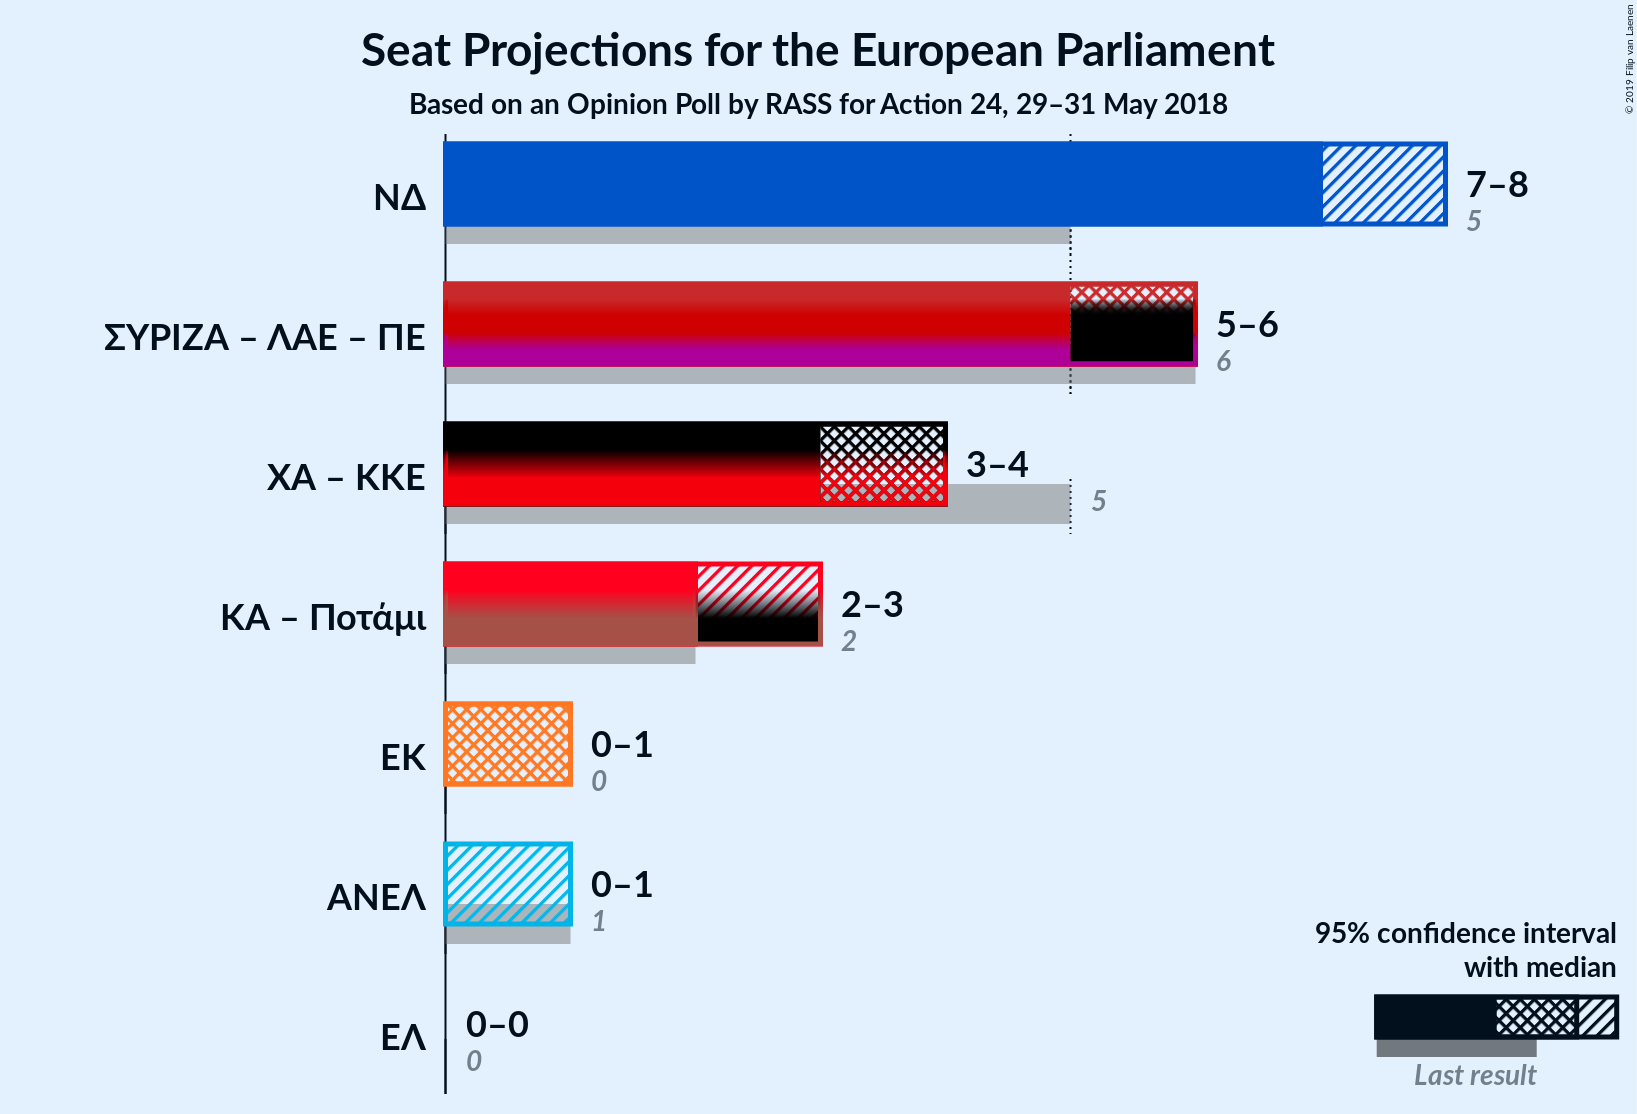 Seat Projections for the European Parliament
Based on an Opinion Poll by RASS for Action 24, 29–31 May 2018
© 2019 Filip van Laenen
ΝΔ
7–8
5
ΣΥΡΙΖΑ – ΛΑΕ – ΠΕ
5–6
6
ΧΑ – ΚΚΕ
3–4
5
ΚΑ – Ποτάμι
2–3
2
ΕΚ
0–1
0
ΑΝΕΛ
0–1
1
ΕΛ
0–0
0
95% confidence interval
with median
Last result